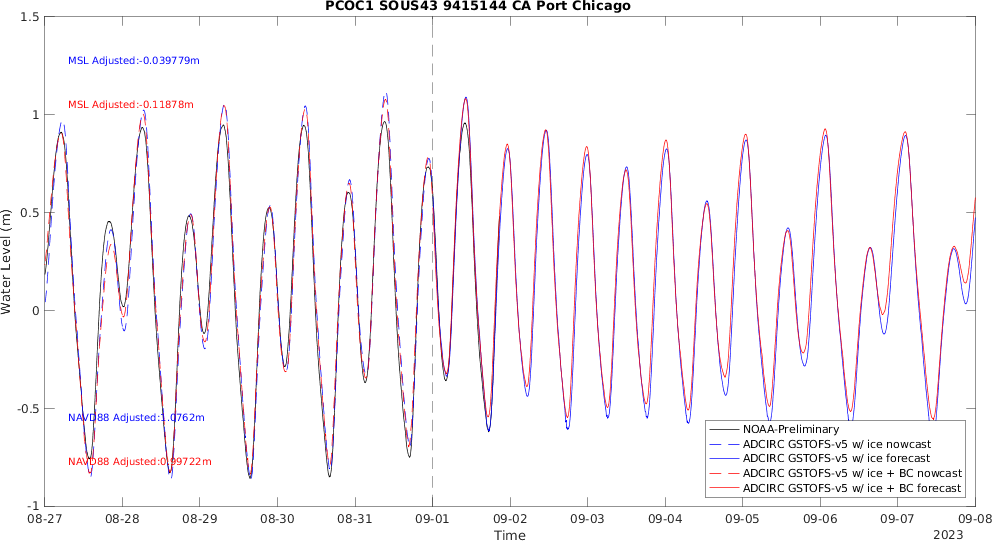 PCOC1 SOUS43 9415144 CA Port Chicago
1.5
1
0.5
0
-0.5
-1
Water Level (m)
MSL Adjusted:-0.039779m
MSL Adjusted:-0.11878m
NAVD88 Adjusted:1.0762m
NAVD88 Adjusted:0.99722m
NOAA-Preliminary
ADCIRC GSTOFS-v5 w/ ice nowcast
ADCIRC GSTOFS-v5 w/ ice forecast
ADCIRC GSTOFS-v5 w/ ice + BC nowcast
ADCIRC GSTOFS-v5 w/ ice + BC forecast
08-27 08-28 08-29 08-30 08-31 09-01 09-02 09-03 09-04 09-05 09-06 09-07 09-08
Time
2023